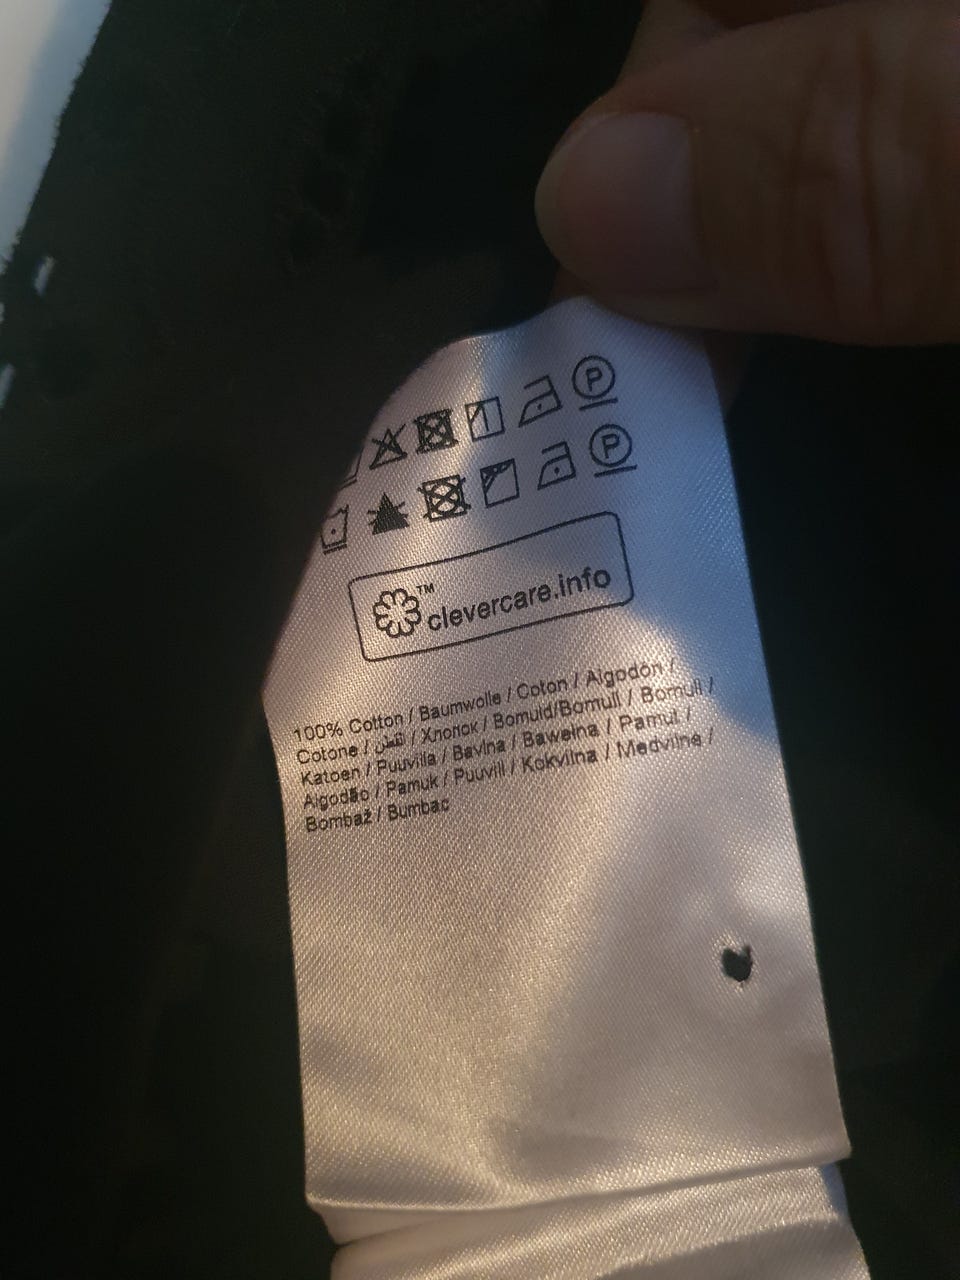 P
P
™
clevercare.info
100% Cotton / Baumwolle / Coton / Algodón /
Cotone / قطن / Хлопок / Bomuld/Bomull / Bomull /
Katoen / Puuvilla / Bavlna / Bawełna / Pamut /
Algodão / Pamuk / Puuvill / Kokvilna / Medvilnė /
Bombaž / Bumbac